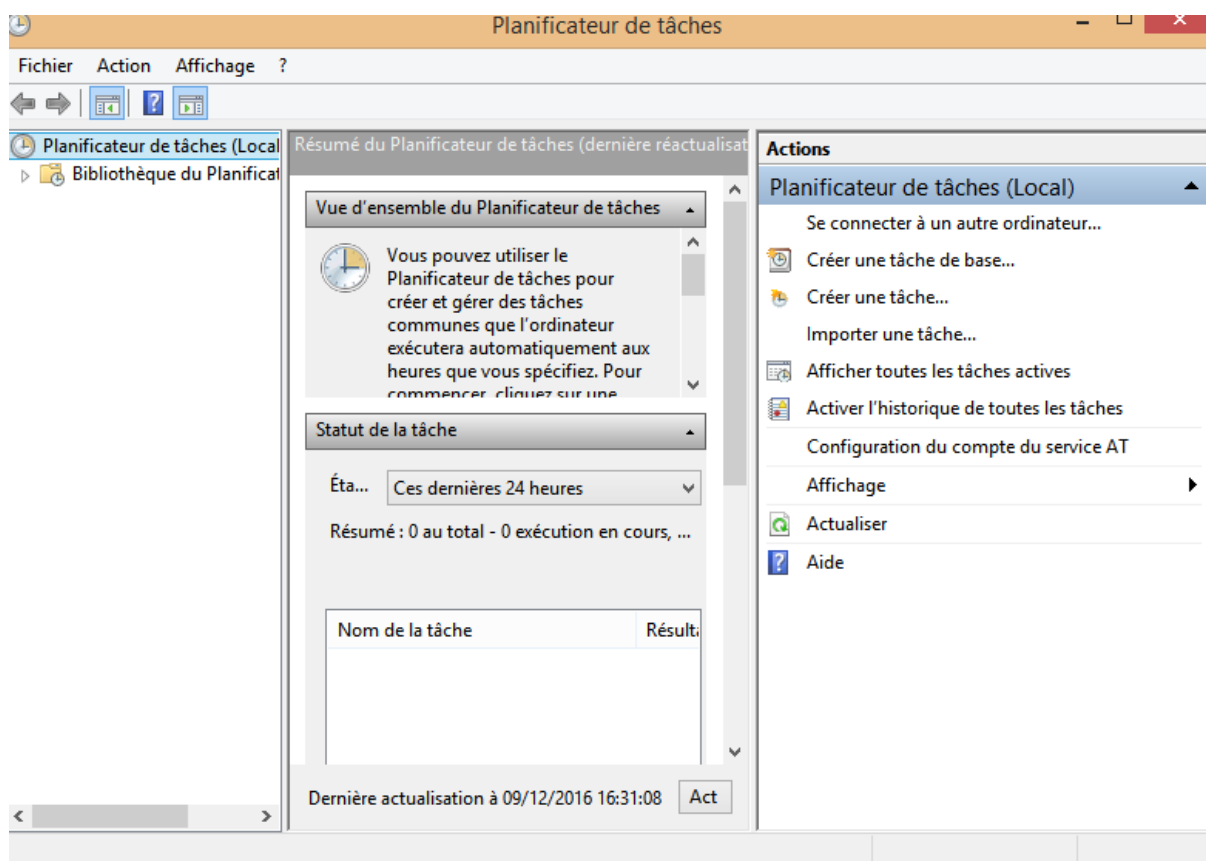 Planificateur de tâches
Fichier Action Affichage ?
Planificateur de tâches (Local
Bibliothèque du Planificat
Résumé du Planificateur de tâches (dernière réactualisat
Vue d'ensemble du Planificateur de tâches
Vous pouvez utiliser le
Planificateur de tâches pour
créer et gérer des tâches
communes que l'ordinateur
exécutera automatiquement aux
heures que vous spécifiez. Pour
commencer, cliquez sur une
Statut de la tâche
Éta... Ces dernières 24 heures
Résumé : 0 au total - 0 exécution en cours, ...
Nom de la tâche Résulta
Dernière actualisation à 09/12/2016 16:31:08 Act
Actions
Planificateur de tâches (Local)
Se connecter à un autre ordinateur...
Créer une tâche de base...
Créer une tâche...
Importer une tâche...
Afficher toutes les tâches actives
Activer l'historique de toutes les tâches
Configuration du compte du service AT
Affichage
Actualiser
Aide